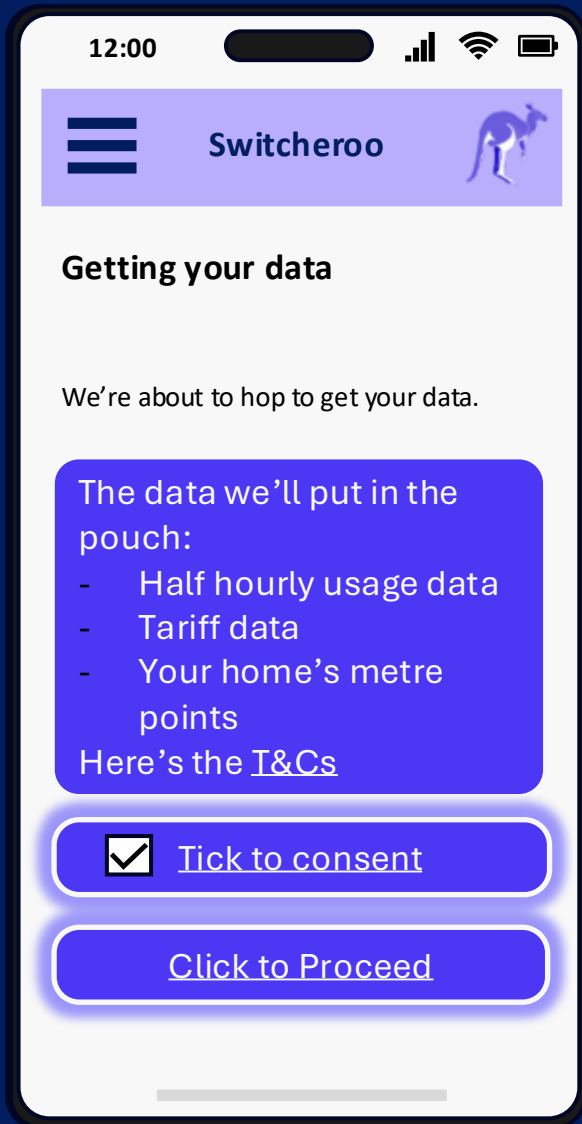 12:00
Switcheroo
Getting your data
We’re about to hop to get your data.
The data we’ll put in the
pouch:
- Half hourly usage data
- Tariff data
- Your home’s metre
points
Here’s the T&Cs
Tick to consent
Click to Proceed